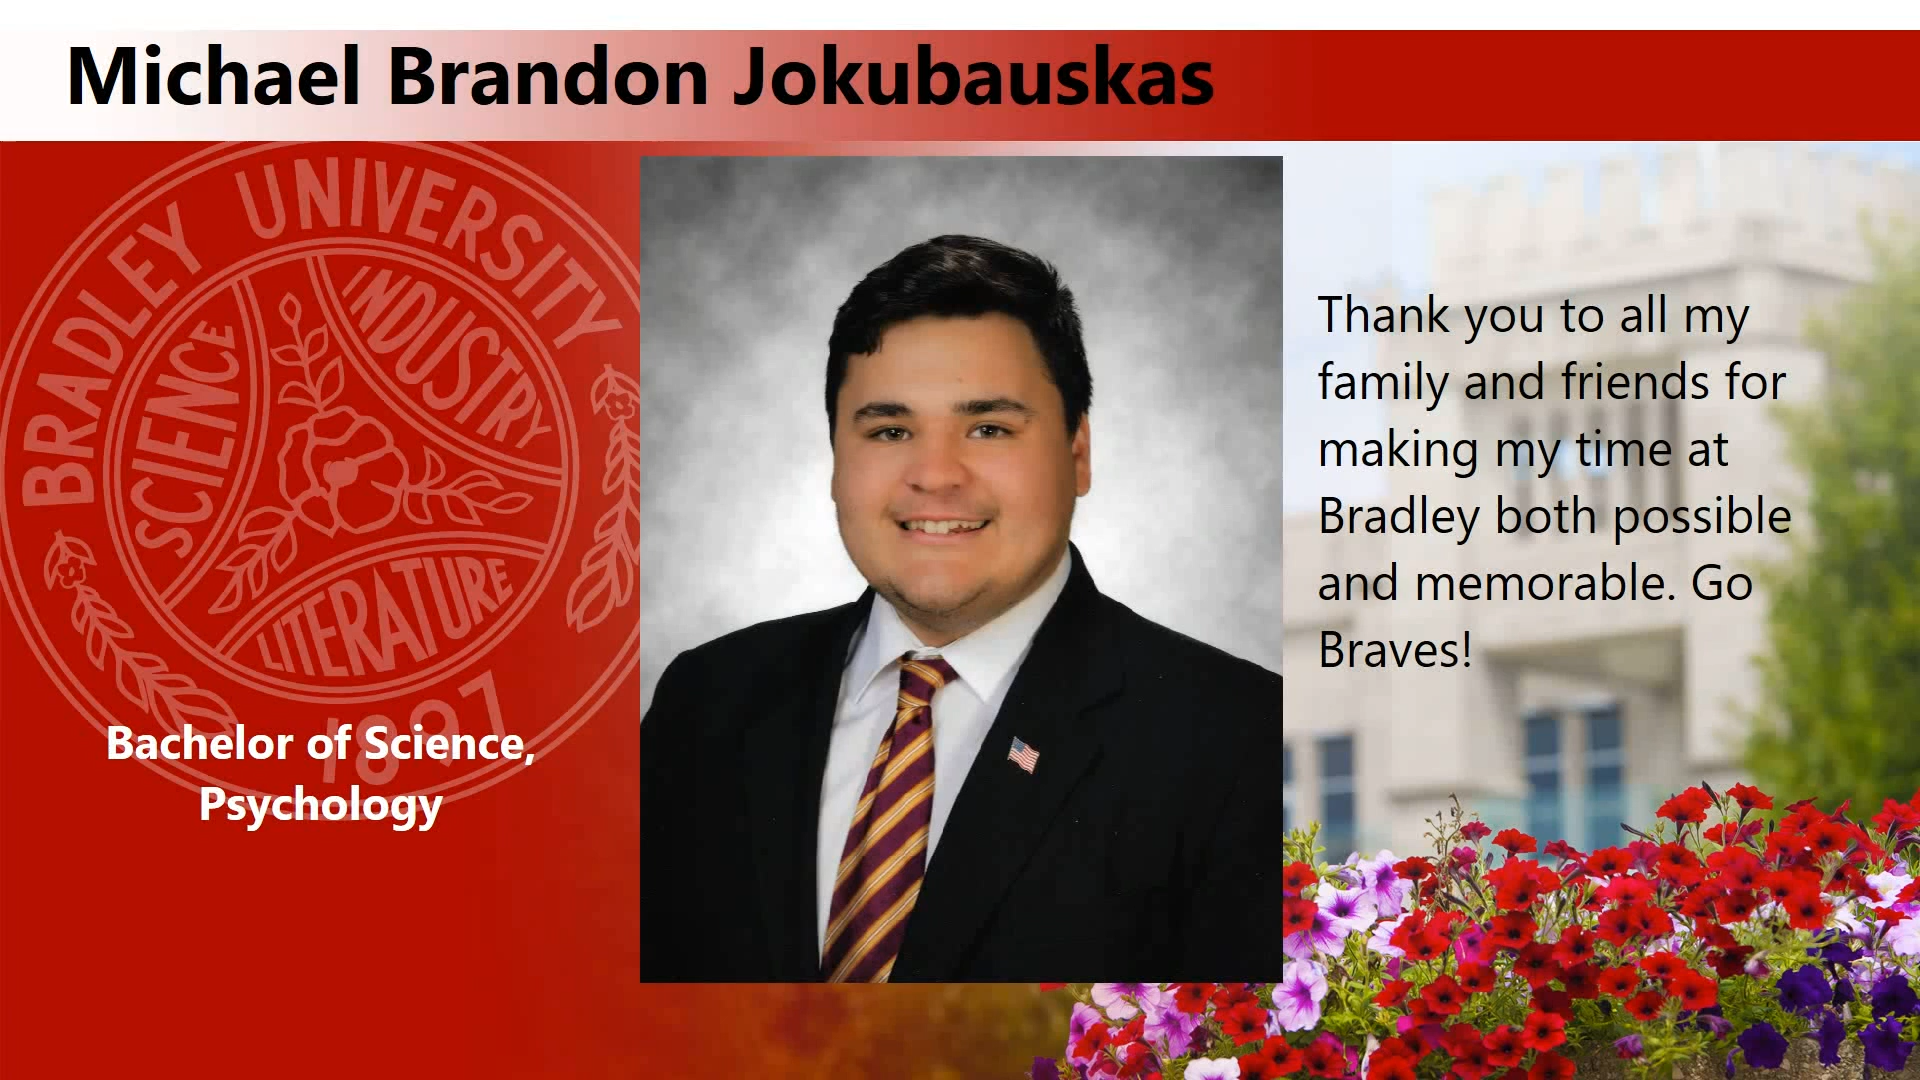 Michael Brandon Jokubauskas
BRADLEY UNIVERSITY
SCIENCE
INDUSTRY
LITERATURE
1897
Bachelor of Science,
Psychology
Thank you to all my
family and friends for
making my time at
Bradley both possible
and memorable. Go
Braves!